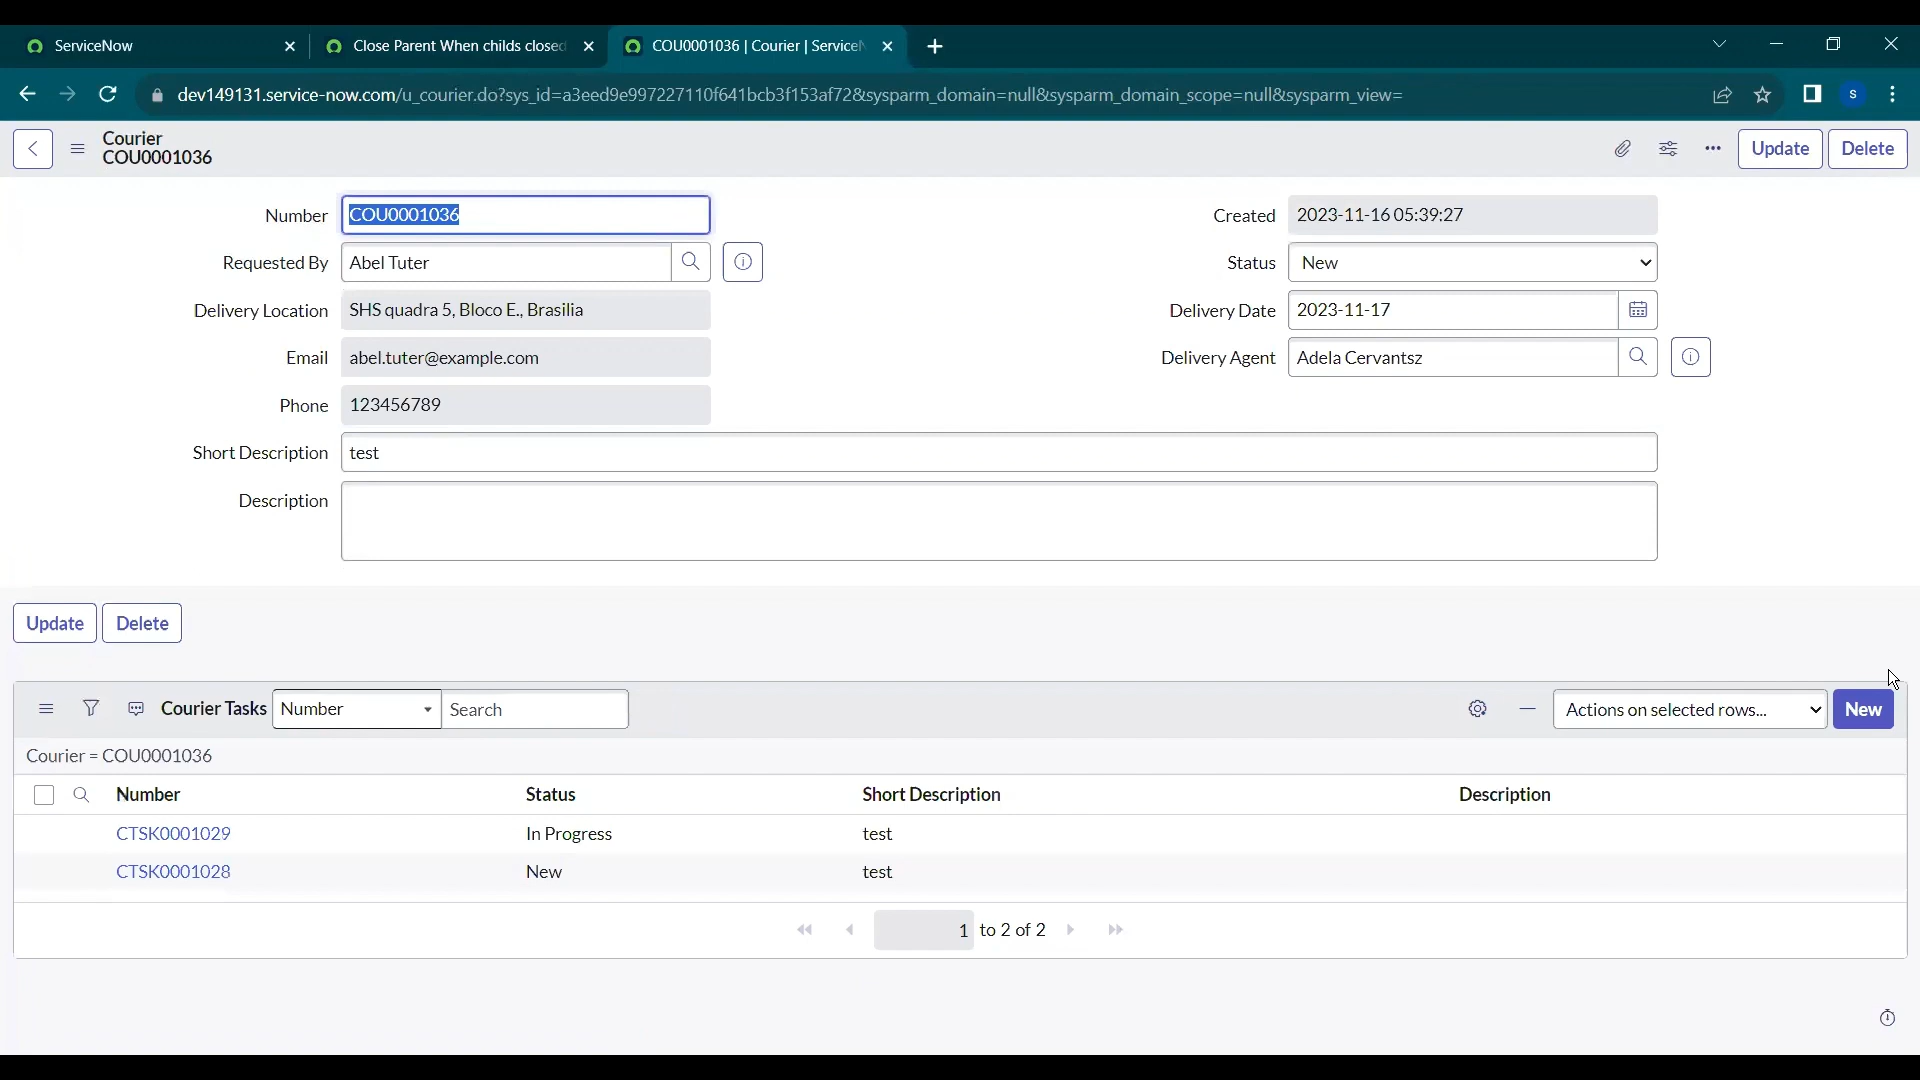 ServiceNow
Close Parent When childs closed
COU0001036 | Courier | Service
dev149131.service-now.com/u_courier.do?sys_id=a3eed9e997227110f641bcb3f153af72&sysparm_domain=null&sysparm_domain_scope=null&sysparm_view=
S
Courier
COU0001036
Update
Delete
Number COU0001036
Created 2023-11-16 05:39:27
Requested By Abel Tuter
Status New
Delivery Location SHS quadra 5, Bloco E., Brasilia
Delivery Date 2023-11-17
Email abel.tuter@example.com
Delivery Agent Adela Cervantsz
Phone 123456789
Short Description test
Description
Update Delete
Courier Tasks Number Search Actions on selected rows... New
Courier = COU0001036
Number Status Short Description Description
CTSK0001029 In Progress test
CTSK0001028 New test
1 to 2 of 2